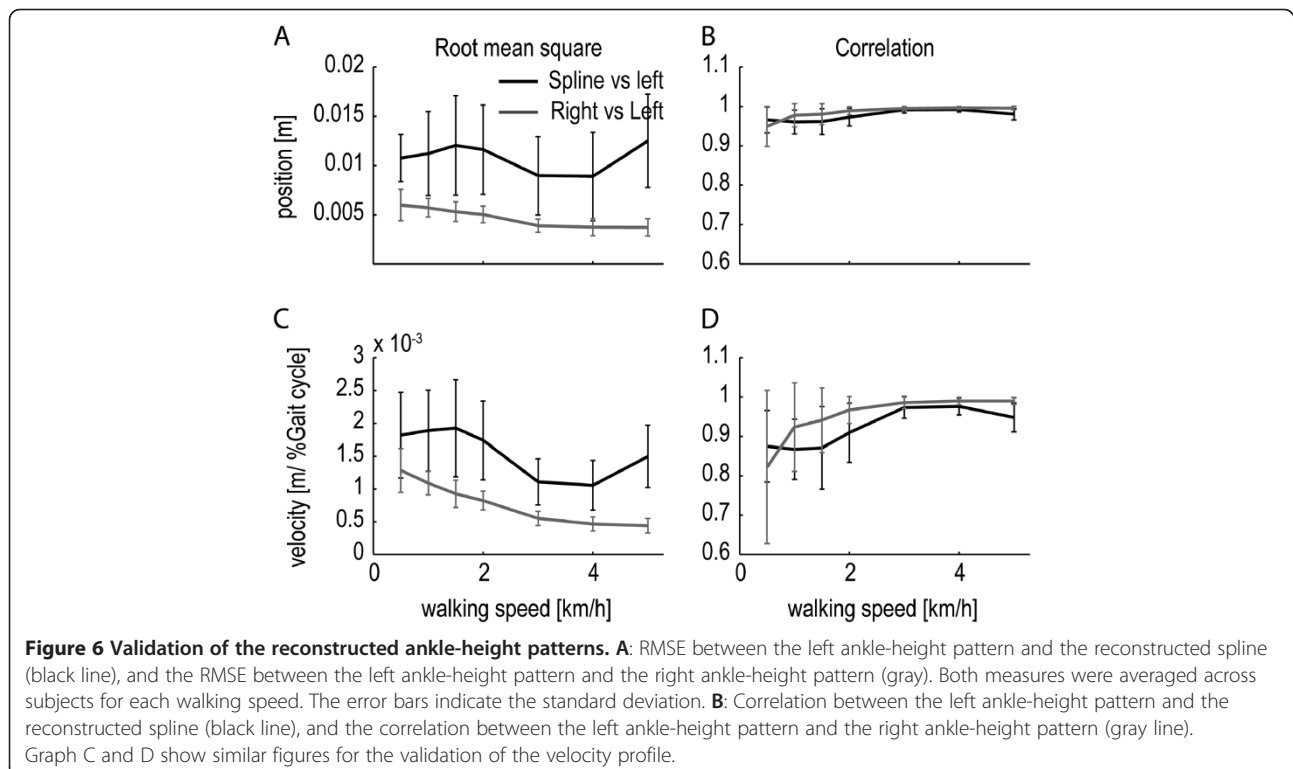 A
B
Root mean square
Correlation
0.02
0.015
0.01
0.005
position [m]
Spline vs left
Right vs Left
1.1
1
0.9
0.8
0.7
0.6
C
D
x 10-3
3
2.5
2
1.5
1
0.5
0
velocity [m/ %Gait cycle]
0
2
4
walking speed [km/h]
1.1
1
0.9
0.8
0.7
0.6
0
2
4
walking speed [km/h]
Figure 6 Validation of the reconstructed ankle-height patterns. A: RMSE between the left ankle-height pattern and the reconstructed spline
(black line), and the RMSE between the left ankle-height pattern and the right ankle-height pattern (gray). Both measures were averaged across
subjects for each walking speed. The error bars indicate the standard deviation. B: Correlation between the left ankle-height pattern and the
reconstructed spline (black line), and the correlation between the left ankle-height pattern and the right ankle-height pattern (gray line).
Graph C and D show similar figures for the validation of the velocity profile.